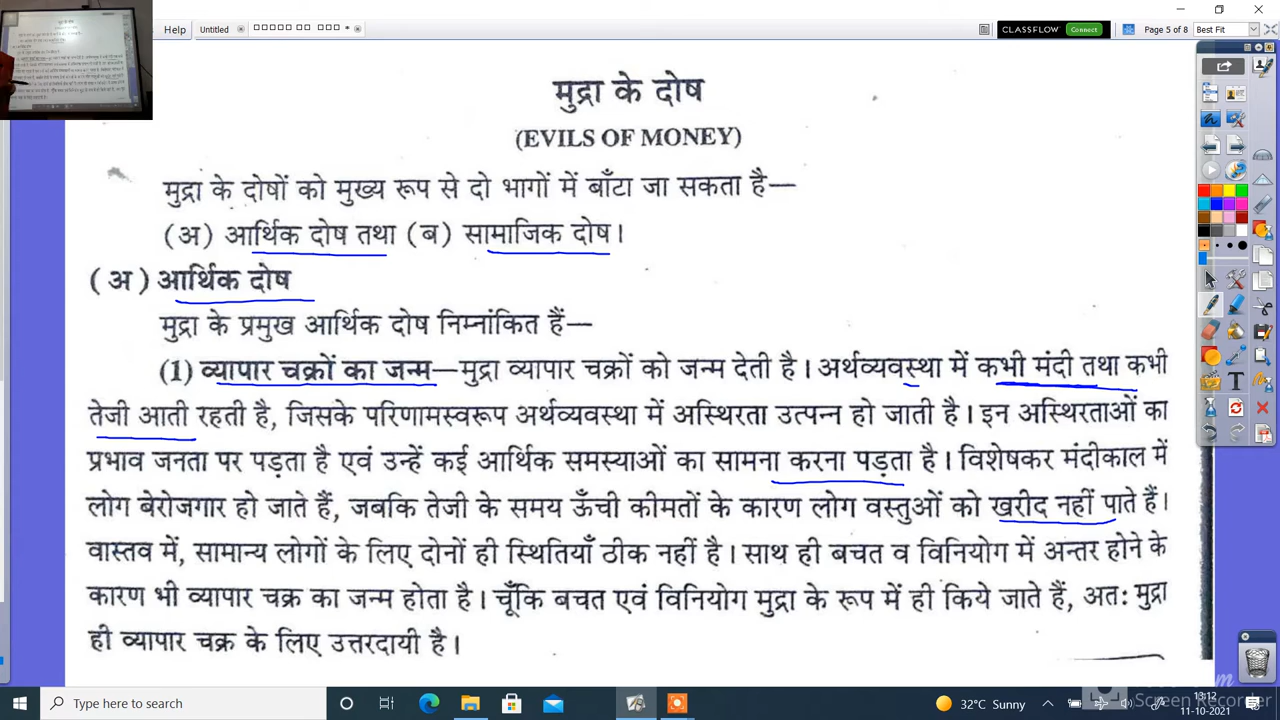 Help
Untitled
CLASSFLOW Connect
Page 5 of 8
Best Fit
मुद्रा के दोष
(EVILS OF MONEY)
मुद्रा के दोषों को मुख्य रूप से दो भागों में बाँटा जा सकता है—
(अ) आर्थिक दोष तथा (ब) सामाजिक दोष।
(अ) आर्थिक दोष
मुद्रा के प्रमुख आर्थिक दोष निम्नांकित हैं—
(1) व्यापार चक्रों का जन्म—मुद्रा व्यापार चक्रों को जन्म देती है। अर्थव्यवस्था में कभी मंदी तथा कभी
तेजी आती रहती है, जिसके परिणामस्वरूप अर्थव्यवस्था में अस्थिरता उत्पन्न हो जाती है। इन अस्थिरताओं का
प्रभाव जनता पर पड़ता है एवं उन्हें कई आर्थिक समस्याओं का सामना करना पड़ता है। विशेषकर मंदीकाल में
लोग बेरोजगार हो जाते हैं, जबकि तेजी के समय ऊँची कीमतों के कारण लोग वस्तुओं को खरीद नहीं पाते हैं।
वास्तव में, सामान्य लोगों के लिए दोनों ही स्थितियाँ ठीक नहीं है। साथ ही बचत व विनियोग में अन्तर होने के
कारण भी व्यापार चक्र का जन्म होता है। चूँकि बचत एवं विनियोग मुद्रा के रूप में ही किये जाते हैं, अत: मुद्रा
ही व्यापार चक्र के लिए उत्तरदायी है।
Screen Recorder
Type here to search
32°C Sunny
13:12
11-10-2021